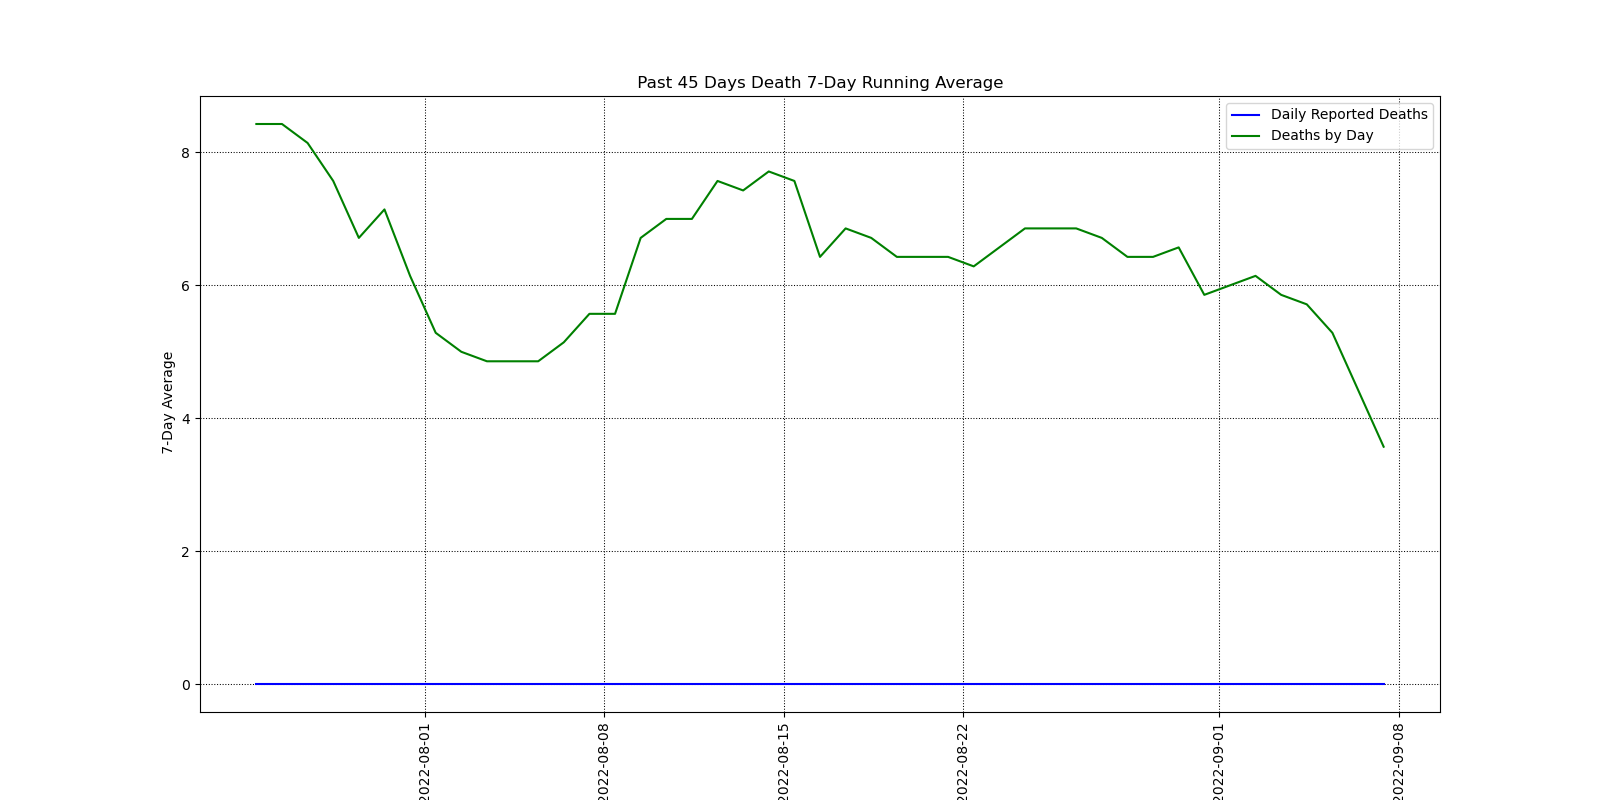 Past 45 Days Death 7-Day Running Average
Daily Reported Deaths
Deaths by Day
7-Day Average
8
6
4
2
0
2022-08-01
2022-08-08
2022-08-15
2022-08-22
2022-09-01
2022-09-08